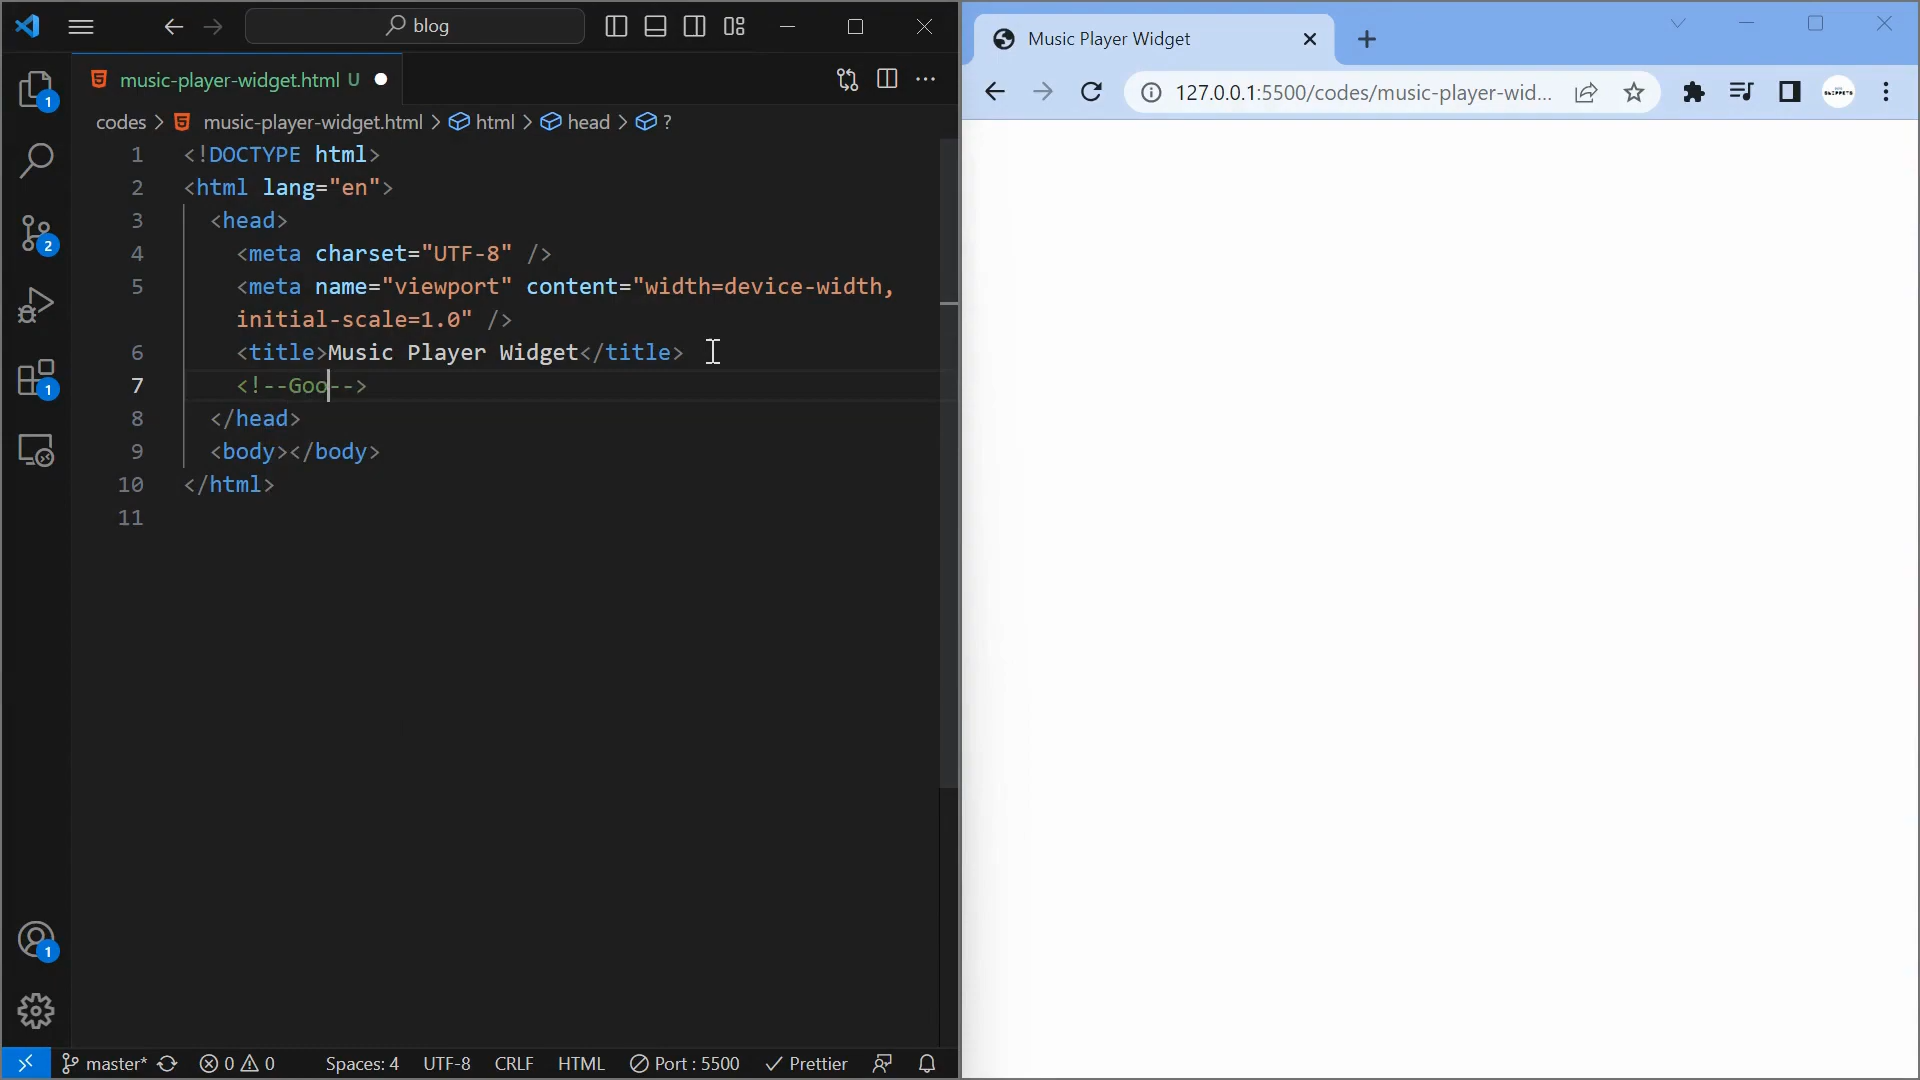 blog
music-player-widget.html U
codes > music-player-widget.html > html > head > ?
1 <!DOCTYPE html>
2 <html lang="en">
3 <head>
4 <meta charset="UTF-8" />
5 <meta name="viewport" content="width=device-width,
initial-scale=1.0" />
6 <title>Music Player Widget</title>
7 <!--Goo-->
8 </head>
9 <body></body>
10 </html>
11
1
2
1
1
master* 0 0 Spaces: 4 UTF-8 CRLF HTML Port : 5500 Prettier
Music Player Widget
127.0.0.1:5500/codes/music-player-wid...